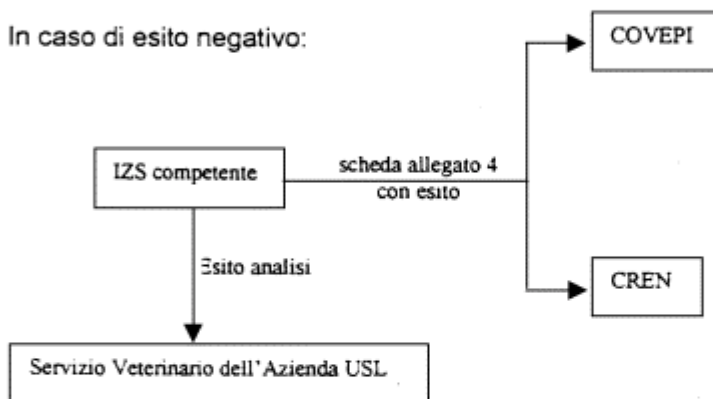 COVEPI
In caso di esito negativo:
IZS competente
scheda allegato 4
con esito
Esito analisi
CREN
Servizio Veterinario dell'Azienda USL